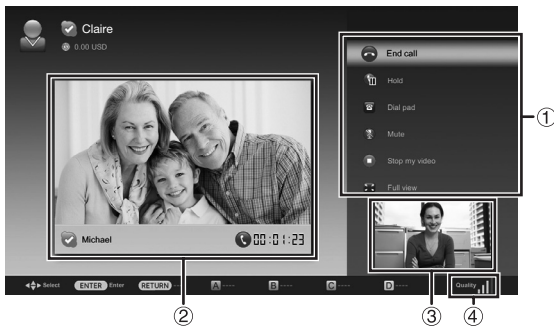 Claire
0.00 USD
End call
Hold
Dial pad
Mute
Stop my video
Full view
①
Michael
00:01:23
Select ENTER Enter RETURN ---- A ---- B ---- C ---- D ---- Quality
② ③ ④